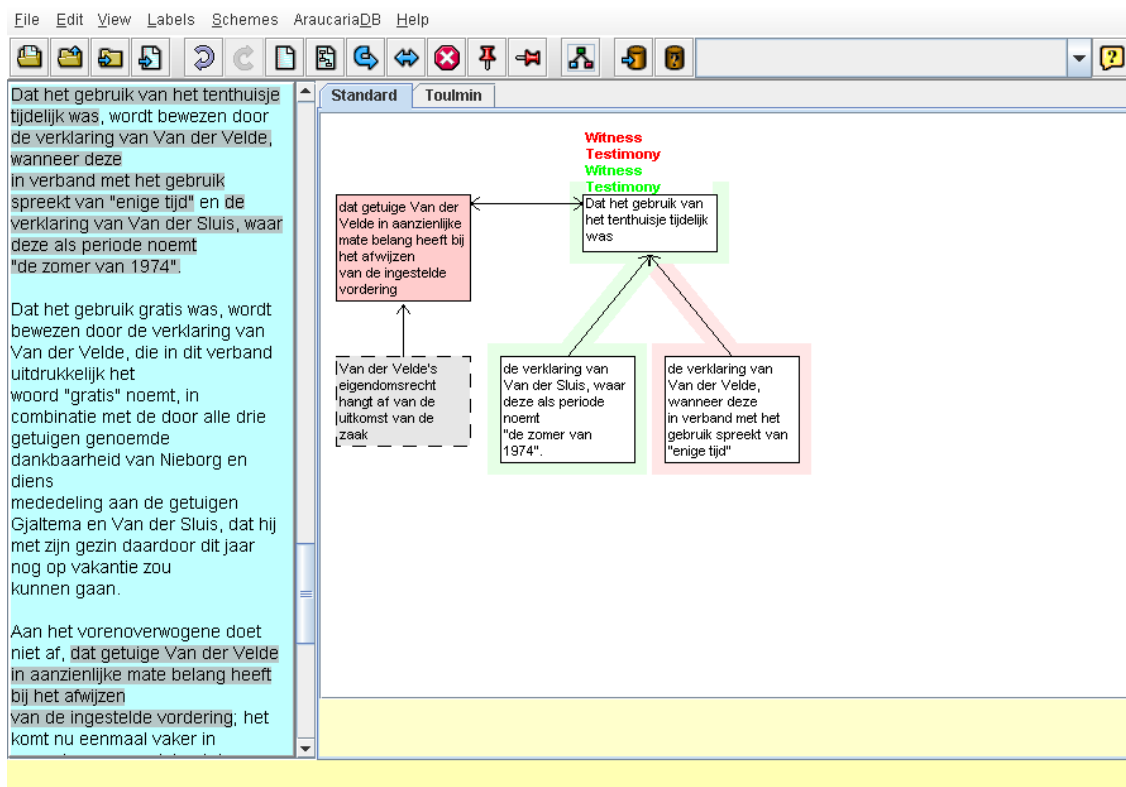 File Edit View Labels Schemes AraucariaDB Help
Dat het gebruik van het tenthuisje
tijdelijk was, wordt bewezen door
de verklaring van Van der Velde,
wanneer deze
in verband met het gebruik
spreekt van "enige tijd" en de
verklaring van Van der Sluis, waar
deze als periode noemt
"de zomer van 1974".
Dat het gebruik gratis was, wordt
bewezen door de verklaring van
Van der Velde, die in dit verband
uitdrukkelijk het
woord "gratis" noemt, in
combinatie met de door alle drie
getuigen genoemde
dankbaarheid van Nieborg en
diens
mededeling aan de getuigen
Gjaltema en Van der Sluis, dat hij
met zijn gezin daardoor dit jaar
nog op vakantie zou
kunnen gaan.
Aan het vorenoverwogene doet
niet af, dat getuige Van der Velde
in aanzienlijke mate belang heeft
bij het afwijzen
van de ingestelde vordering; het
komt nu eenmaal vaker in
Standard Toulmin
Witness
Testimony
Witness
Testimony
Dat het gebruik van
het tenthuisje tijdelijk
was
dat getuige Van der
Velde in aanzienlijke
mate belang heeft bij
het afwijzen
van de ingestelde
vordering
Van der Velde's
eigendomsrecht
hangt af van de
uitkomst van de
zaak
de verklaring van
Van der Sluis, waar
deze als periode
noemt
"de zomer van
1974".
de verklaring van
Van der Velde,
wanneer deze
in verband met het
gebruik spreekt van
"enige tijd"